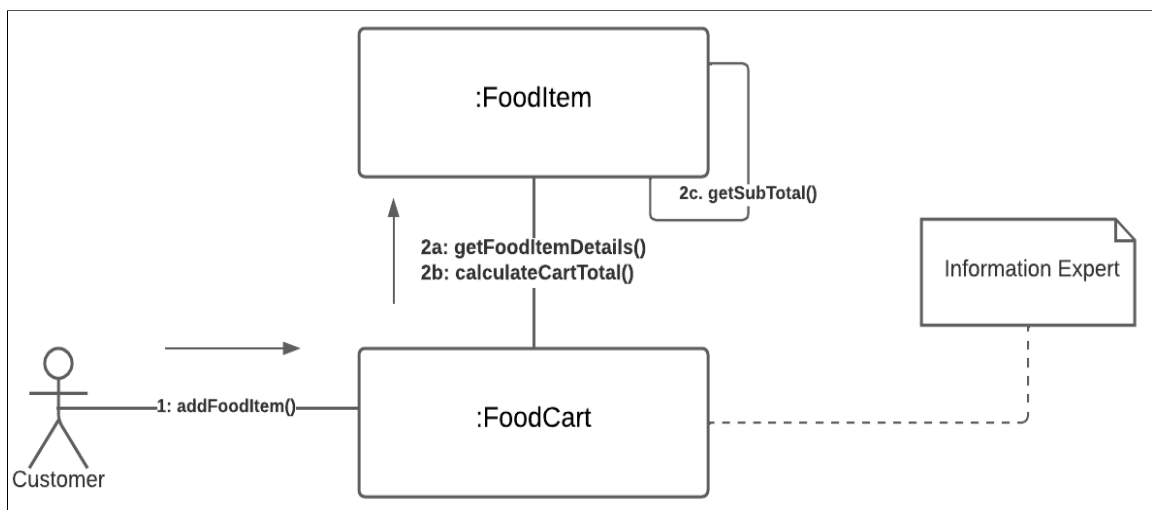 :FoodItem
2c. getSubTotal()
2a: getFoodItemDetails()
2b: calculateCartTotal()
Information Expert
1: addFoodItem()
:FoodCart
Customer